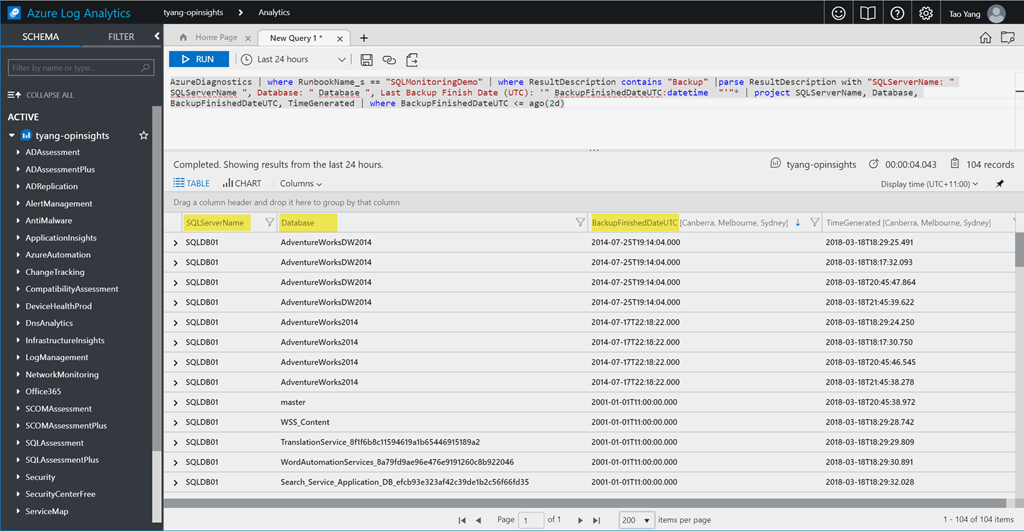 Azure Log Analytics
tyang-opinsights
Analytics
Tao Yang
SCHEMA
FILTER
Home Page
New Query 1 *
RUN
Last 24 hours
Filter by name or type...
COLLAPSE ALL
ACTIVE
tyang-opinsights
ADAssessment
ADAssessmentPlus
ADReplication
AlertManagement
AntiMalware
ApplicationInsights
AzureAutomation
ChangeTracking
CompatibilityAssessment
DeviceHealthProd
DnsAnalytics
InfrastructureInsights
LogManagement
NetworkMonitoring
Office365
SCOMAssessment
SCOMAssessmentPlus
SQLAssessment
SQLAssessmentPlus
Security
SecurityCenterFree
ServiceMap
AzureDiagnostics | where RunbookName_s == "SQLMonitoringDemo" | where ResultDescription contains "Backup" |parse ResultDescription with "SQLServerName: "
SQLServerName ", Database: " Database ", Last Backup Finish Date (UTC): '" BackupFinishedDateUTC:datetime "'"* | project SQLServerName, Database,
BackupFinishedDateUTC, TimeGenerated | where BackupFinishedDateUTC <= ago(2d)
Completed. Showing results from the last 24 hours.
tyang-opinsights
00:00:04.043
104 records
TABLE
CHART
Columns
Display time (UTC+11:00)
Drag a column header and drop it here to group by that column
SQLServerName Database BackupFinishedDateUTC [Canberra, Melbourne, Sydney] TimeGenerated [Canberra, Melbourne, Sydney]
SQLDB01 AdventureWorksDW2014 2014-07-25T19:14:04.000 2018-03-18T18:29:25.491
SQLDB01 AdventureWorksDW2014 2014-07-25T19:14:04.000 2018-03-18T18:17:32.093
SQLDB01 AdventureWorksDW2014 2014-07-25T19:14:04.000 2018-03-18T20:45:47.864
SQLDB01 AdventureWorksDW2014 2014-07-25T19:14:04.000 2018-03-18T21:45:39.622
SQLDB01 AdventureWorks2014 2014-07-17T22:18:22.000 2018-03-18T18:29:24.250
SQLDB01 AdventureWorks2014 2014-07-17T22:18:22.000 2018-03-18T18:17:30.750
SQLDB01 AdventureWorks2014 2014-07-17T22:18:22.000 2018-03-18T20:45:46.545
SQLDB01 AdventureWorks2014 2014-07-17T22:18:22.000 2018-03-18T21:45:38.278
SQLDB01 master 2001-01-01T11:00:00.000 2018-03-18T20:45:38.972
SQLDB01 WSS_Content 2001-01-01T11:00:00.000 2018-03-18T18:29:28.742
SQLDB01 TranslationService_8f1f6b8c11594619a1b65446915189a2 2001-01-01T11:00:00.000 2018-03-18T18:29:29.809
SQLDB01 WordAutomationServices_8a79fd9ae96e476e9191260c8b922046 2001-01-01T11:00:00.000 2018-03-18T18:29:30.891
SQLDB01 Search_Service_Application_DB_efcb93e323af42c39de1b2c56f66fd35 2001-01-01T11:00:00.000 2018-03-18T18:29:32.028
Page 1 of 1
200 items per page
1 - 104 of 104 items